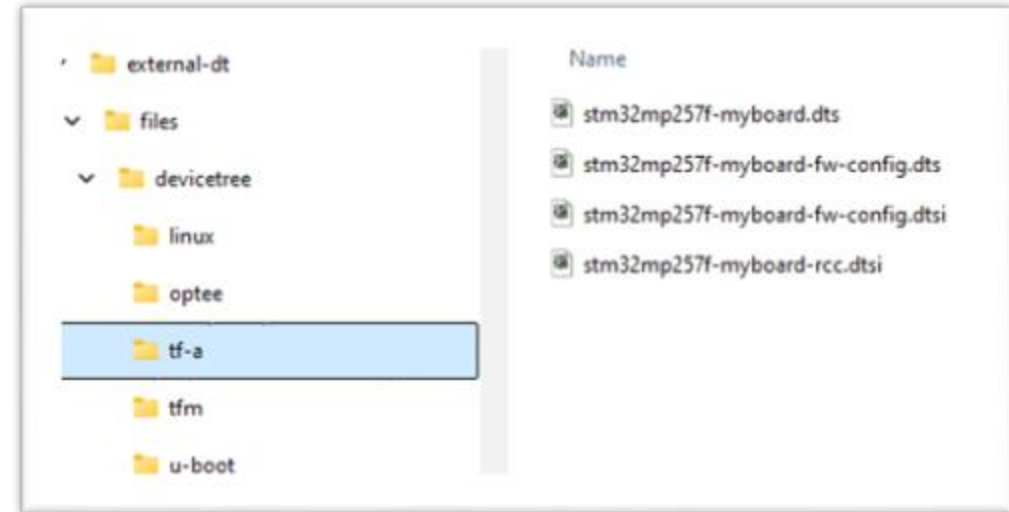 external-dt
files
devicetree
linux
optee
tf-a
tfm
u-boot
Name
stm32mp257f-myboard.dts
stm32mp257f-myboard-fw-config.dts
stm32mp257f-myboard-fw-config.dtsi
stm32mp257f-myboard-rcc.dtsi